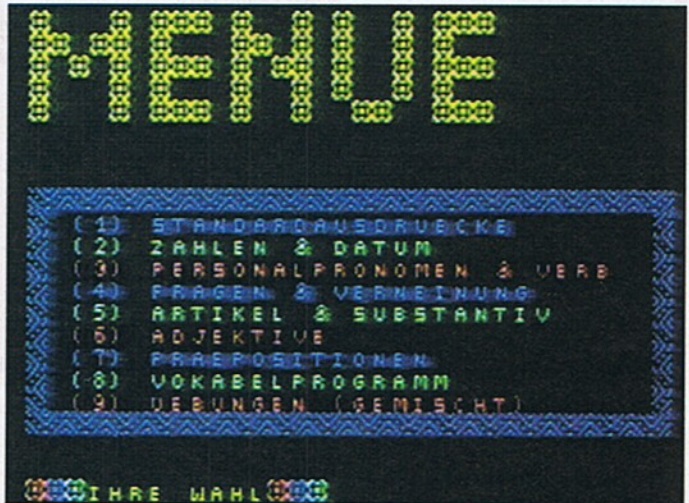 MENUE
(1) STANDARDAUSDRUECKE
(2) ZAHLEN & DATUM
(3) PERSONALPRONOMEN & VERB
(4) FRAGEN & VERNEINUNG
(5) ARTIKEL & SUBSTANTIV
(6) ADJEKTIVE
(7) PRAEPOSITIONEN
(8) VOKABELPROGRAMM
(9) UEBUNGEN (GEMISCHT)
IHRE WAHL